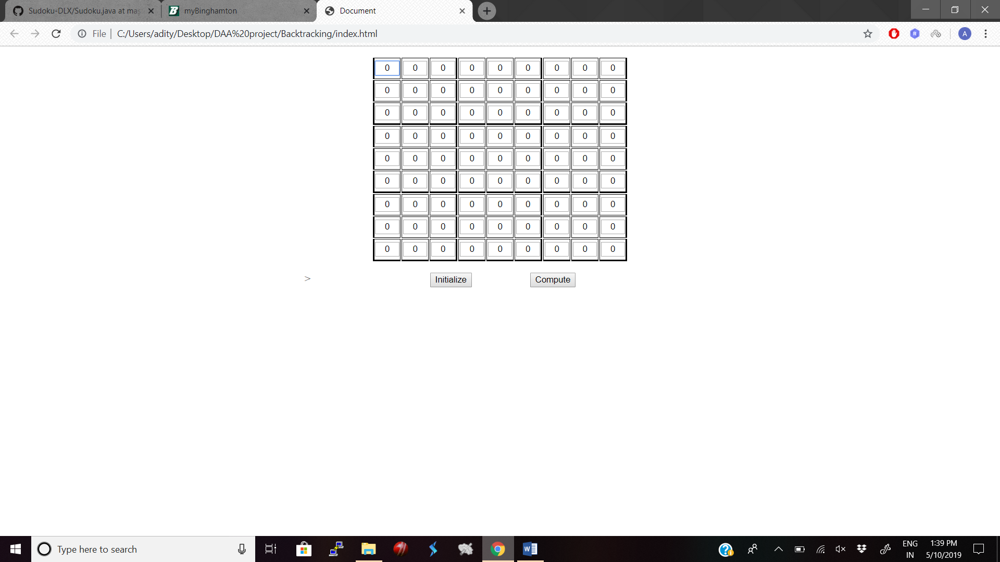 Sudoku-DLX/Sudoku.java at mas
myBinghamton
Document
File | C:/Users/adity/Desktop/DAA%20project/Backtracking/index.html
R
A
0 0 0 0 0 0 0 0 0
0 0 0 0 0 0 0 0 0
0 0 0 0 0 0 0 0 0
0 0 0 0 0 0 0 0 0
0 0 0 0 0 0 0 0 0
0 0 0 0 0 0 0 0 0
0 0 0 0 0 0 0 0 0
0 0 0 0 0 0 0 0 0
0 0 0 0 0 0 0 0 0
> Initialize Compute
Type here to search
ENG
IN
1:39 PM
5/10/2019